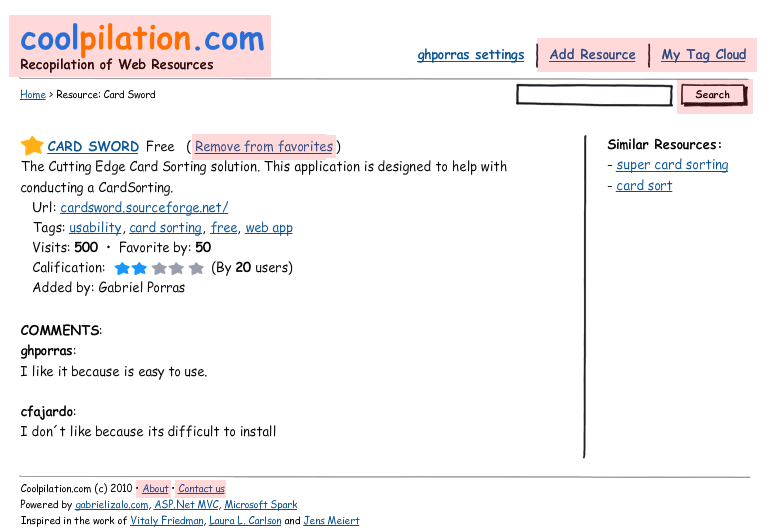 coolpilation.com
Recopilation of Web Resources
ghporras settings | Add Resource | My Tag Cloud
Home > Resource: Card Sword
Search
CARD SWORD Free (Remove from favorites)
The Cutting Edge Card Sorting solution. This application is designed to help with
conducting a CardSorting.
Url: cardsword.sourceforge.net/
Tags: usability, card sorting, free, web app
Visits: 500 · Favorite by: 50
Calification: (By 20 users)
Added by: Gabriel Porras
Similar Resources:
- super card sorting
- card sort
COMMENTS:
ghporras:
I like it because is easy to use.
cfajardo:
I don´t like because its difficult to install
Coolpilation.com (c) 2010 · About · Contact us
Powered by gabrielizalo.com, ASP.Net MVC, Microsoft Spark
Inspired in the work of Vitaly Friedman, Laura L. Carlson and Jens Meiert